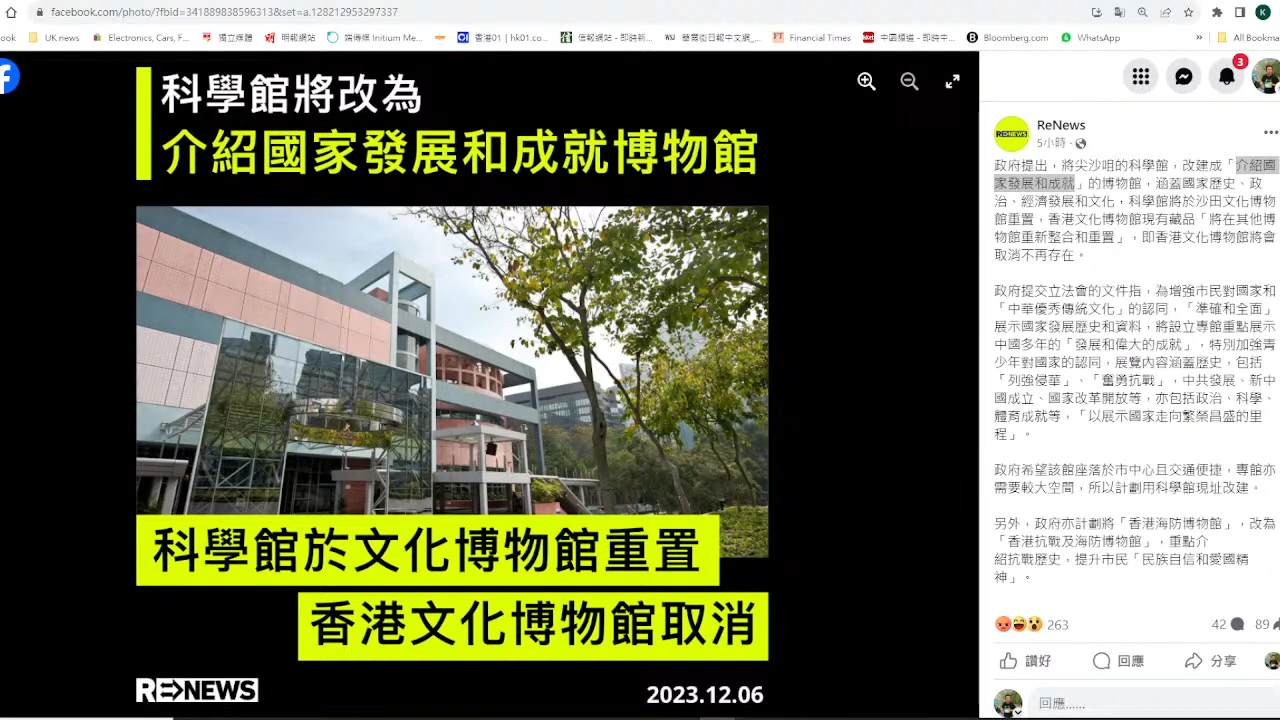 facebook.com/photo/?fbid=341889838596313&set=a.128212953297337
ook
UK news
Electronics, Cars, F...
獨立媒體
明報網站
端傳媒 Initium Me...
香港01 | hk01.co...
信報網站 - 即時新...
華爾街日報中文網_...
Financial Times
中國頻道 - 即時中...
Bloomberg.com
WhatsApp
»
All Bookma
科學館將改為
介紹國家發展和成就博物館
科學館於文化博物館重置
香港文化博物館取消
RENEWS
2023.12.06
3
ReNews
5小時
政府提出，將尖沙咀的科學館，改建成「介紹國
家發展和成就」的博物館，涵蓋國家歷史、政
治、經濟發展和文化，科學館將於沙田文化博物
館重置，香港文化博物館現有藏品「將在其他博
物館重新整合和重置」，即香港文化博物館將會
取消不再存在。
政府提交立法會的文件指，為增強市民對國家和
「中華優秀傳統文化」的認同，「準確和全面」
展示國家發展歷史和資料，將設立專館重點展示
中國多年的「發展和偉大的成就」，特別加強青
少年對國家的認同，展覽內容涵蓋歷史，包括
「列強侵華」、「奮勇抗戰」，中共發展、新中
國成立、國家改革開放等，亦包括政治、科學、
體育成就等，「以展示國家走向繁榮昌盛的里
程」。
政府希望該館座落於市中心且交通便捷，專館亦
需要較大空間，所以計劃用科學館現址改建。
另外，政府亦計劃將「香港海防博物館」，改為
「香港抗戰及海防博物館」，重點介
紹抗戰歷史，提升市民「民族自信和愛國精
神」。
263
42
89
讚好
回應
分享
回應......